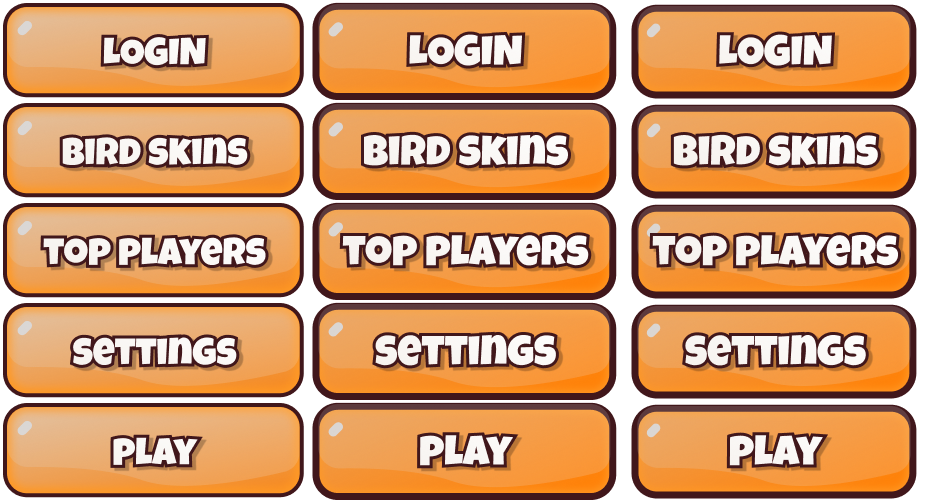 LOGIN LOGIN LOGIN
BIRD SKINS BIRD SKINS BIRD SKINS
TOP PLAYERS TOP PLAYERS TOP PLAYERS
SETTINGS SETTINGS SETTINGS
PLAY PLAY PLAY